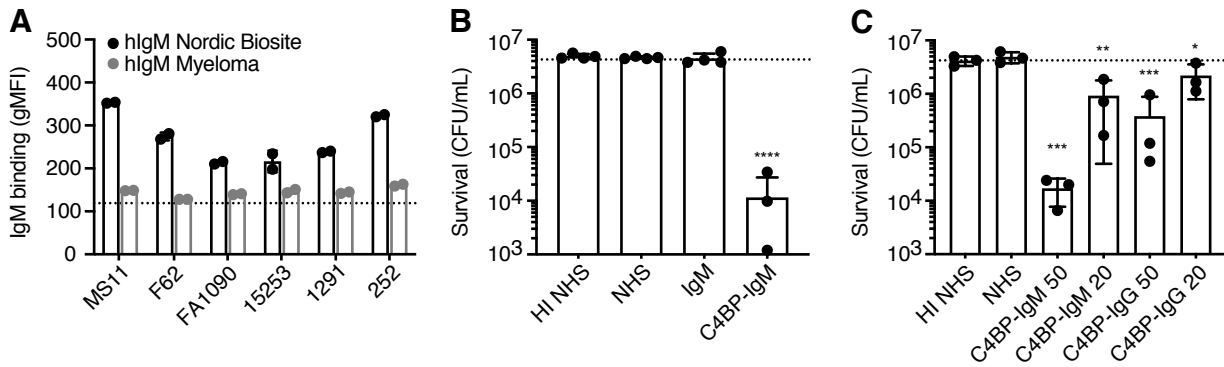 A
IgM binding (gMFI)
500
400
300
200
100
0
hIgM Nordic Biosite
hIgM Myeloma
MS11
F62
FA1090
15253
1291
252
B
Survival (CFU/mL)
10⁷
10⁶
10⁵
10⁴
10³
****
HI NHS
NHS
IgM
C4BP-IgM
C
Survival (CFU/mL)
10⁷
10⁶
10⁵
10⁴
10³
***
**
***
*
HI NHS
NHS
C4BP-IgM 50
C4BP-IgM 20
C4BP-IgG 50
C4BP-IgG 20